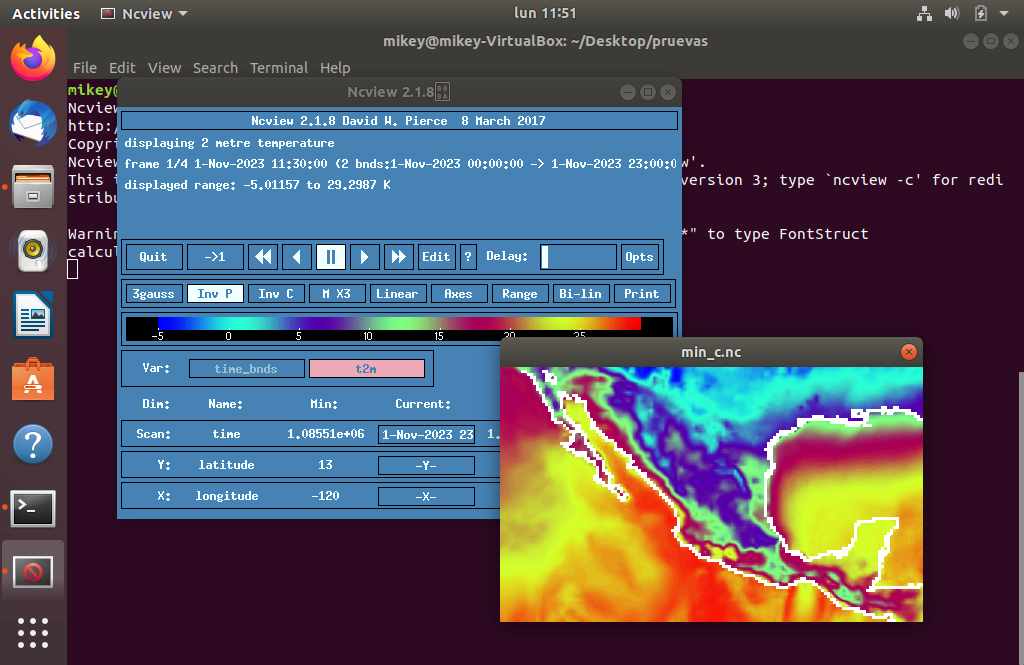 Activities Ncview lun 11:51
mikey@mikey-VirtualBox: ~/Desktop/pruevas
File Edit View Search Terminal Help
mikey@
Ncview 2.1.8
Ncview 2.1.8 David W. Pierce 8 March 2017
displaying 2 metre temperature
frame 1/4 1-Nov-2023 11:30:00 (2 bnds:1-Nov-2023 00:00:00 -> 1-Nov-2023 23:00:0
displayed range: -5.01157 to 29.2987 K
Ncvie
http:/
Copyri
Ncview w'.
This i version 3; type `ncview -c' for redi
stribu
Warnin *" to type FontStruct
calcul
Quit ->1 Edit ? Delay: Opts
3gauss Inv P Inv C M X3 Linear Axes Range Bi-lin Print
-5 0 5 10 15 20 25
Var: time_bnds t2m
Dim: Name: Min: Current:
Scan: time 1.08551e+06 1-Nov-2023 23 1.
Y: latitude 13 -Y-
X: longitude -120 -X-
min_c.nc